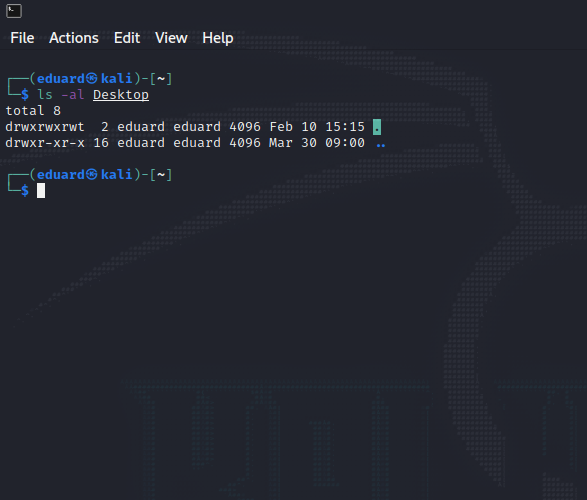 File Actions Edit View Help
┌──(eduard㉿kali)-[~]
└─$ ls -al Desktop
total 8
drwxrwxrwt  2 eduard eduard 4096 Feb 10 15:15 .
drwxr-xr-x 16 eduard eduard 4096 Mar 30 09:00 ..
┌──(eduard㉿kali)-[~]
└─$